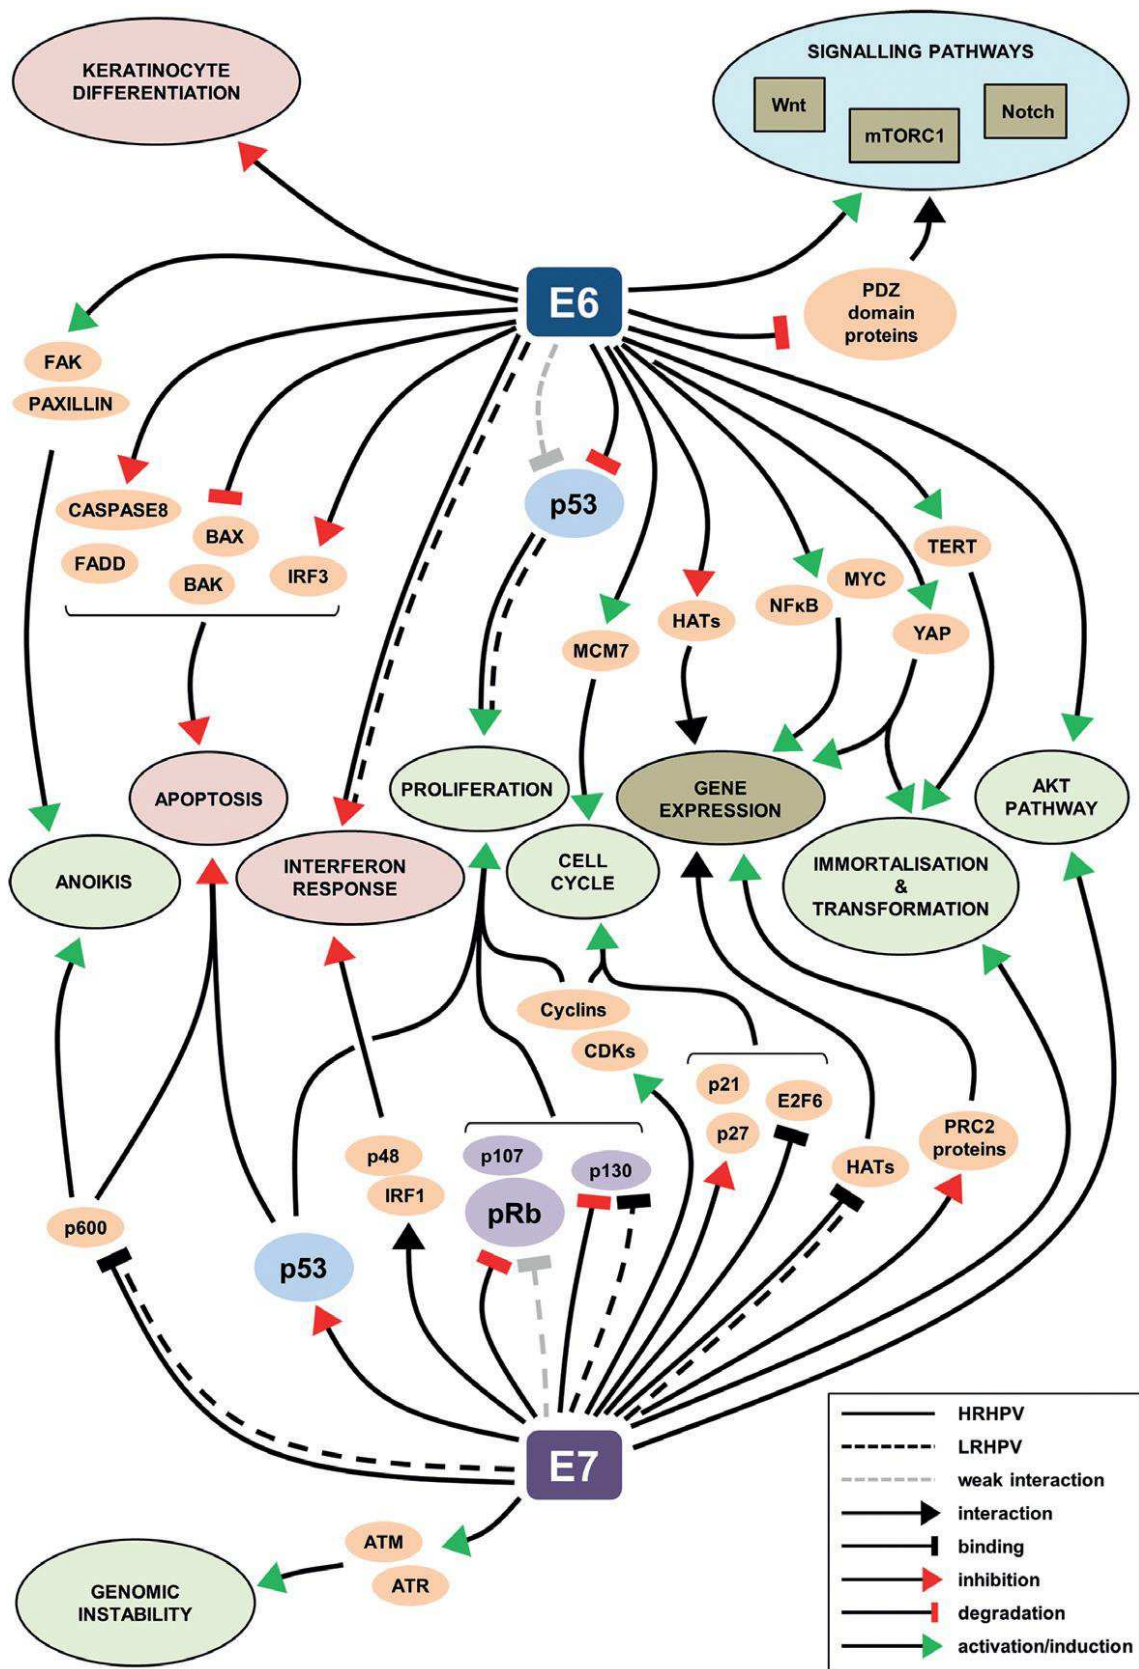 KERATINOCYTE
DIFFERENTIATION
SIGNALLING PATHWAYS
Wnt
mTORC1
Notch
E6
PDZ
domain
proteins
FAK
PAXILLIN
CASPASE8
FADD
BAX
BAK
IRF3
p53
MCM7
HATs
NFκB
MYC
TERT
YAP
APOPTOSIS
PROLIFERATION
GENE
EXPRESSION
AKT
PATHWAY
ANOIKIS
INTERFERON
RESPONSE
CELL
CYCLE
IMMORTALISATION
&
TRANSFORMATION
Cyclins
CDKs
p21
p27
E2F6
p48
IRF1
p107
p130
pRb
HATs
PRC2
proteins
p600
p53
E7
ATM
ATR
GENOMIC
INSTABILITY
HRHPV
LRHPV
weak interaction
interaction
binding
inhibition
degradation
activation/induction